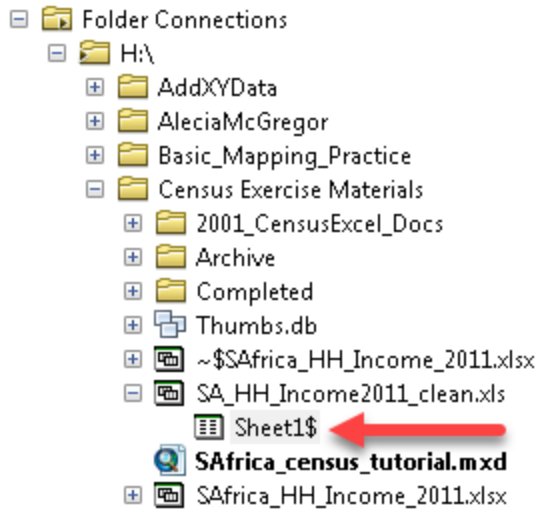 Folder Connections
H:\
AddXYData
AleciaMcGregor
Basic_Mapping_Practice
Census Exercise Materials
2001_CensusExcel_Docs
Archive
Completed
Thumbs.db
~$SAfrica_HH_Income_2011.xlsx
SA_HH_Income2011_clean.xls
Sheet1$
SAfrica_census_tutorial.mxd
SAfrica_HH_Income_2011.xlsx